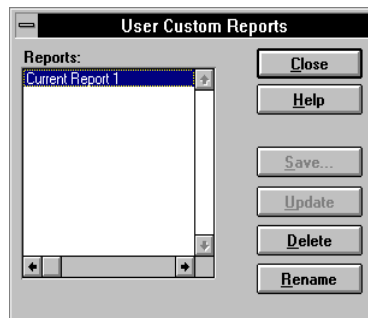 User Custom Reports
Reports:
Current Report 1
Close
Help
Save...
Update
Delete
Rename